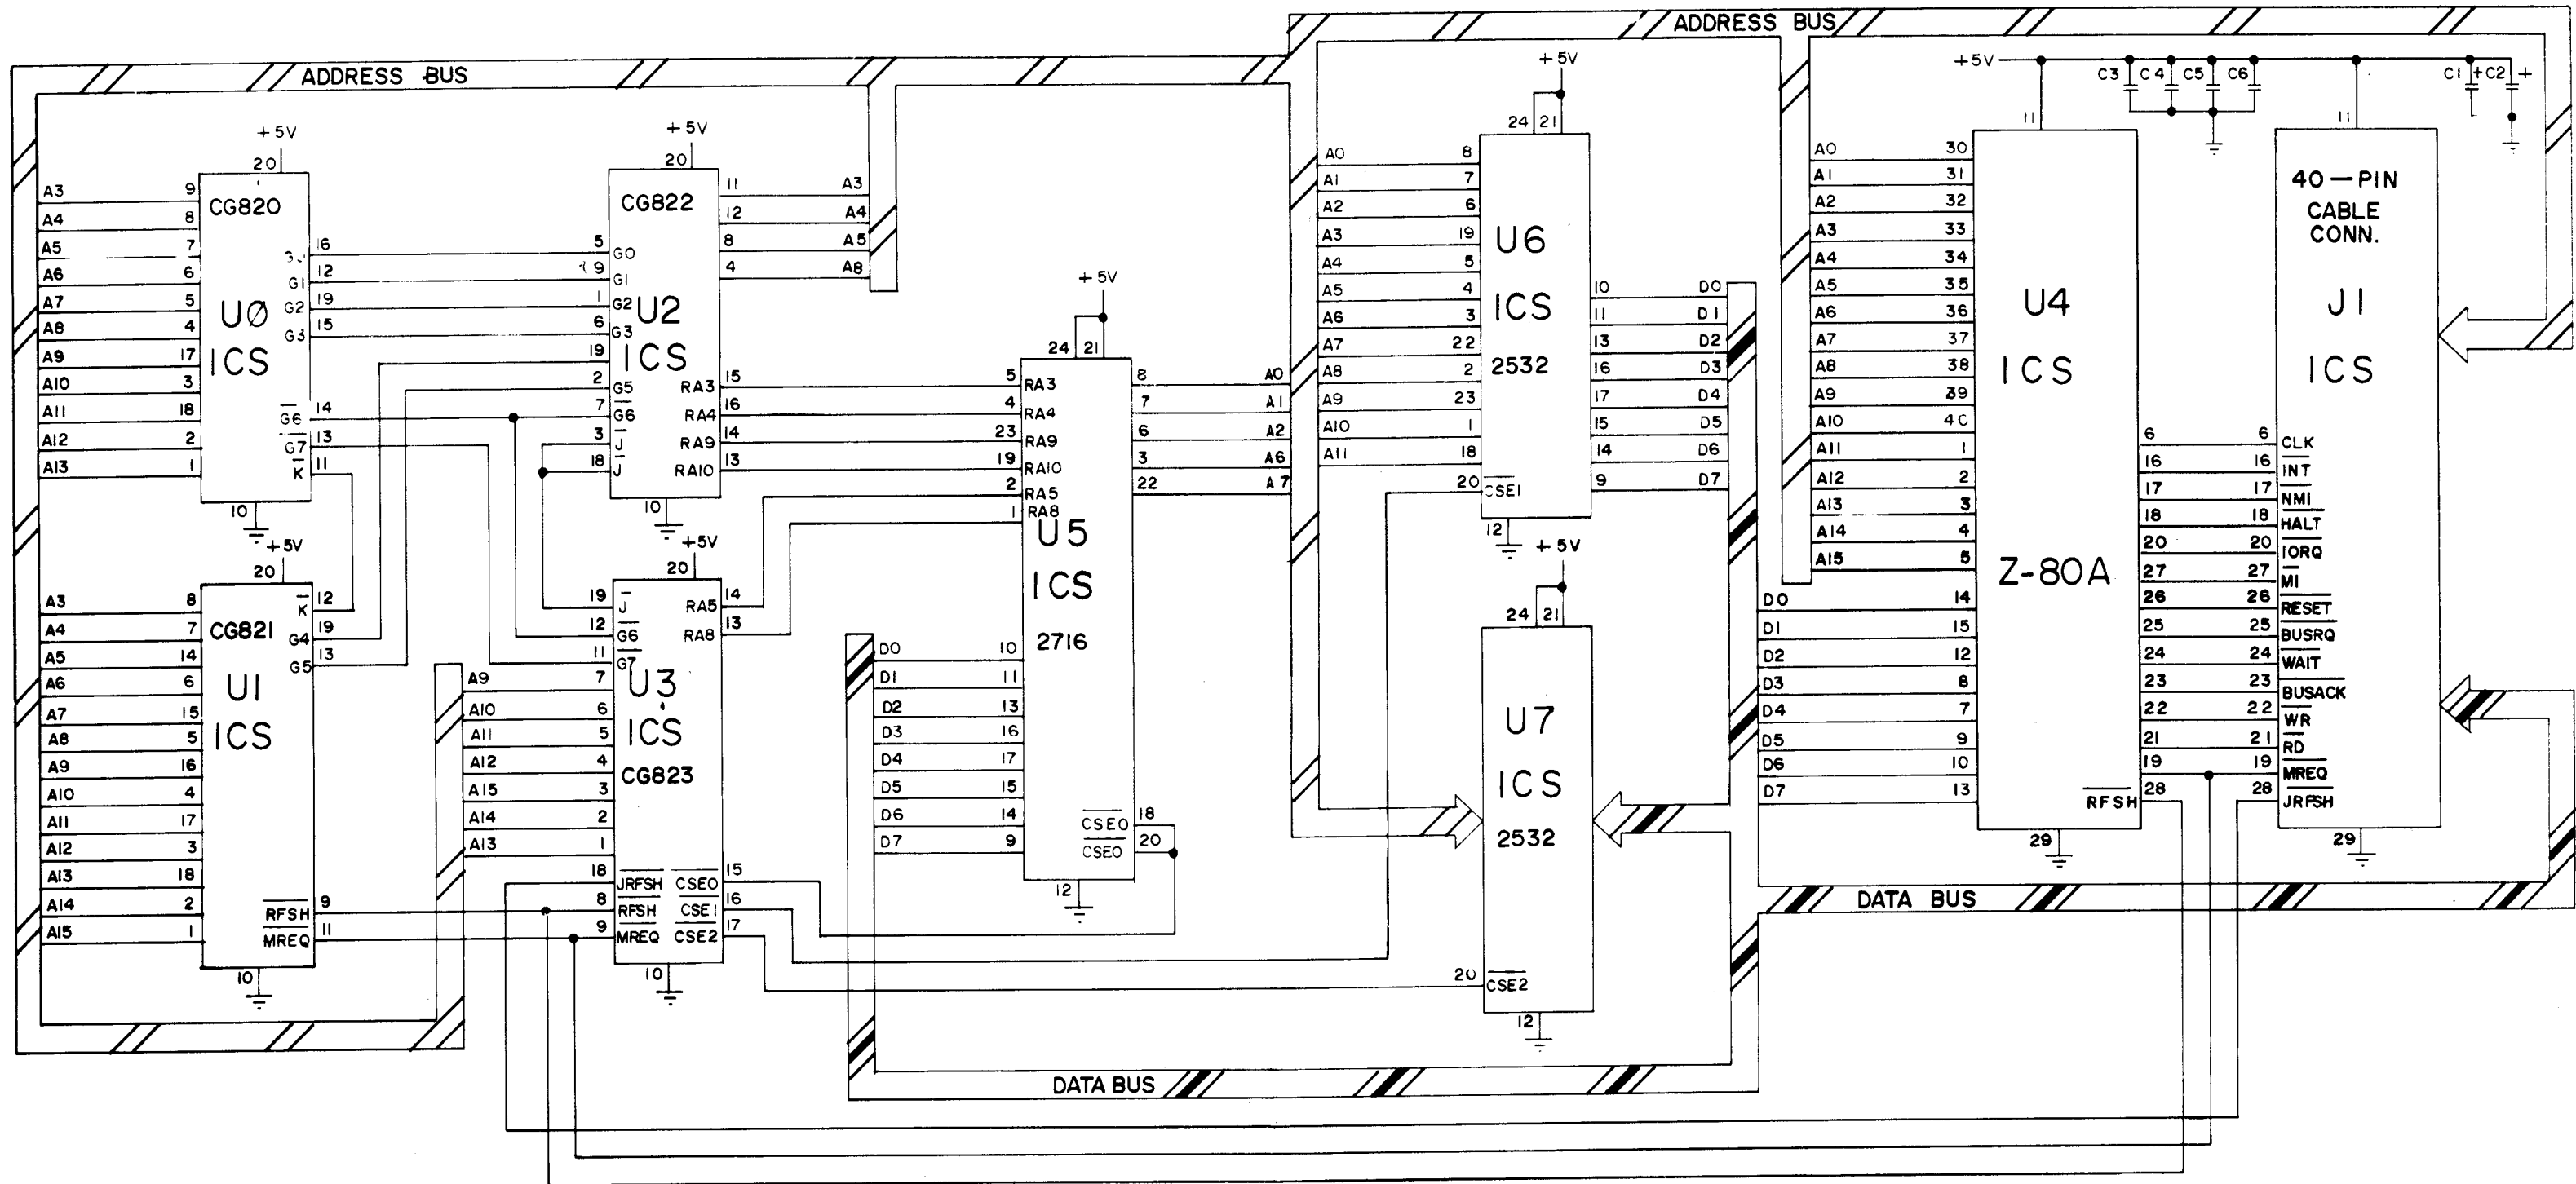 ADDRESS BUS
ADDRESS BUS
+5V
20
CG820
U0
ICS
A3 9
A4 8
A5 7
A6 6
A7 5
A8 4
A9 17
A10 3
A11 18
A12 2
A13 1
16
G1 12
G2 19
G3 15
G6 14
G7 13
K 11
10
+5V
20
CG821
U1
ICS
A3 8
A4 7
A5 14
A6 6
A7 15
A8 5
A9 16
A10 4
A11 17
A12 3
A13 18
A14 2
A15 1
K 12
G4 19
G5 13
RFSH 9
MREQ 11
10
+5V
20
CG822
U2
ICS
5 G0
9 G1
1 G2
6 G3
19
2 G5
7 G6
3 J
18 J
11 A3
12 A4
8 A5
4 A8
RA3 15
RA4 16
RA9 14
RA10 13
10
+5V
20
U3
ICS
CG823
19 J
12 G6
11 G7
A9 7
A10 6
A11 5
A12 4
A15 3
A14 2
A13 1
18 JRFSH
8 RFSH
9 MREQ
RA5 14
RA8 13
CSE0 15
CSE1 16
CSE2 17
10
+5V
24 21
U5
ICS
2716
5 RA3
4 RA4
23 RA9
19 RA10
2 RA5
1 RA8
8 A0
7 A1
6 A2
3 A6
22 A7
D0 10
D1 11
D2 13
D3 16
D4 17
D5 15
D6 14
D7 9
CSE0 18
CSE0 20
12
DATA BUS
+5V
24 21
U6
ICS
2532
A0 8
A1 7
A2 6
A3 19
A4 5
A5 4
A6 3
A7 22
A8 2
A9 23
A10 1
A11 18
20 CSE1
10 D0
11 D1
13 D2
16 D3
17 D4
15 D5
14 D6
9 D7
12
+5V
24 21
U7
ICS
2532
20 CSE2
12
+5V
C3 C4 C5 C6
C1 + C2 +
11
U4
ICS
Z-80A
A0 30
A1 31
A2 32
A3 33
A4 34
A5 35
A6 36
A7 37
A8 38
A9 39
A10 40
A11 1
A12 2
A13 3
A14 4
A15 5
D0 14
D1 15
D2 12
D3 8
D4 7
D5 9
D6 10
D7 13
RFSH 28
29
11
40-PIN
CABLE
CONN.
J1
ICS
6 6 CLK
16 16 INT
17 17 NMI
18 18 HALT
20 20 IORQ
27 27 M1
26 26 RESET
25 25 BUSRQ
24 24 WAIT
23 23 BUSACK
22 22 WR
21 21 RD
19 19 MREQ
28 JRFSH
29
DATA BUS